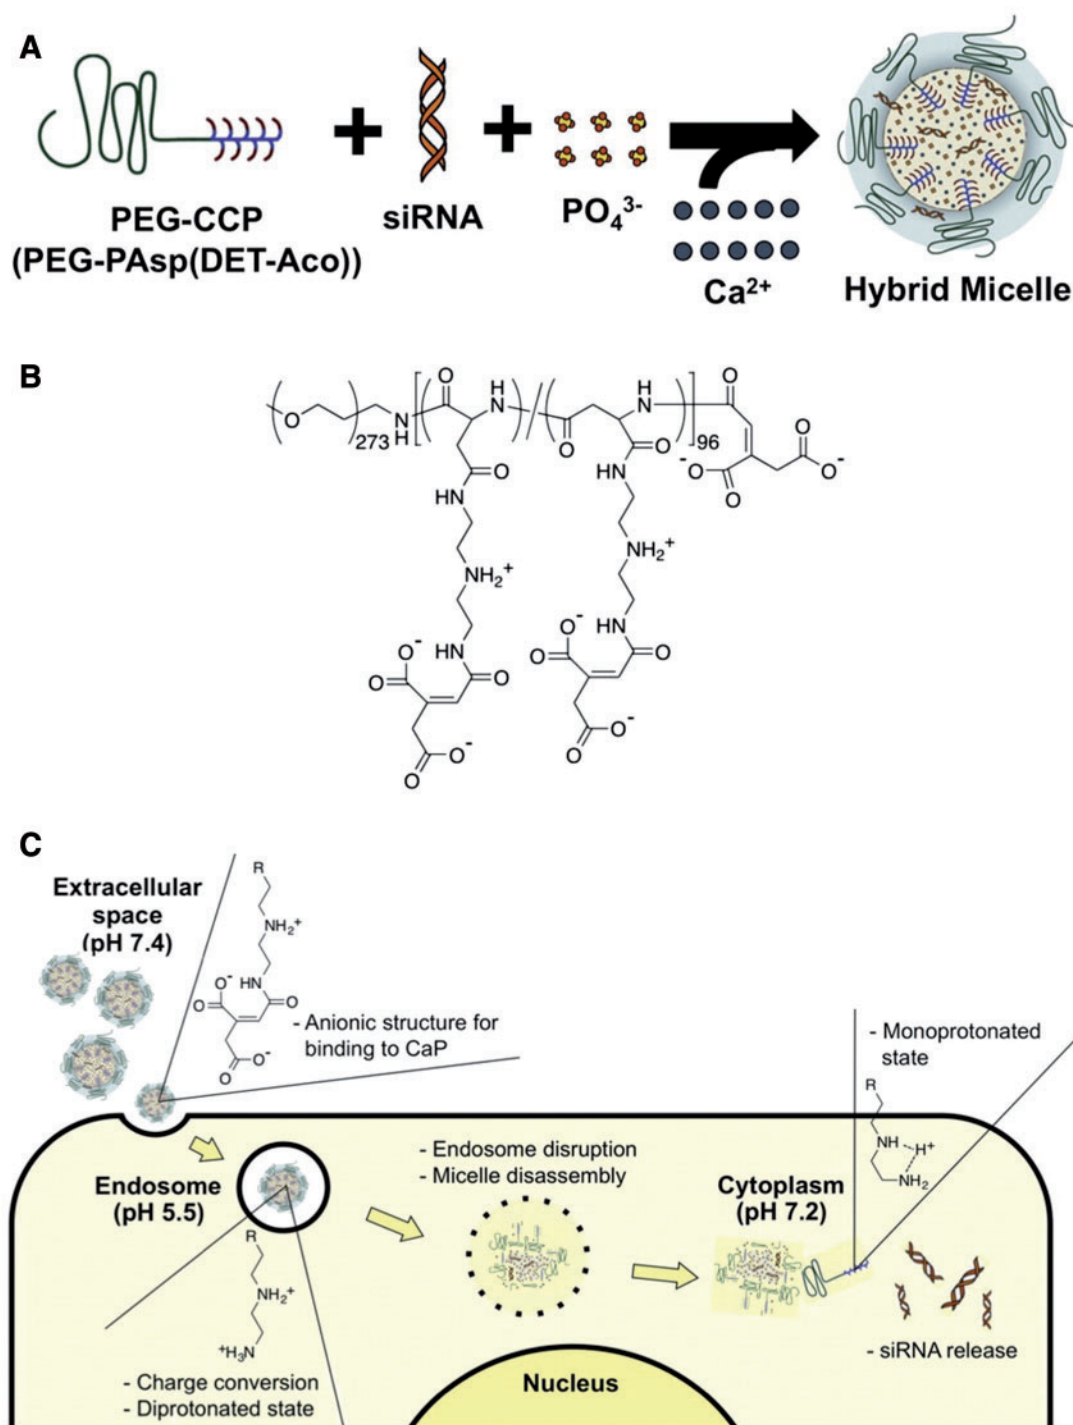 A
PEG-CCP
(PEG-PAsp(DET-Aco))
siRNA
PO₄³⁻
Ca²⁺
Hybrid Micelle
B
O
273
N
H
O
H
N
O
H
N
96
O
O
O⁻
⁻O
O
O
HN
O
HN
NH₂⁺
NH₂⁺
O⁻
HN
O
O
O⁻
HN
O
O
O⁻
O
O⁻
O
C
Extracellular
space
(pH 7.4)
R
NH₂⁺
O⁻
HN
O
O
O⁻
O
- Anionic structure for
binding to CaP
- Monoprotonated
state
R
NH
H⁺
NH₂
Endosome
(pH 5.5)
- Endosome disruption
- Micelle disassembly
Cytoplasm
(pH 7.2)
R
NH₂⁺
⁺H₃N
- Charge conversion
- Diprotonated state
- siRNA release
Nucleus